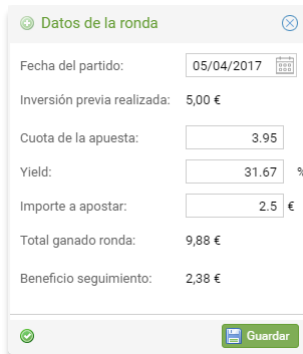 Datos de la ronda
Fecha del partido: 05/04/2017
Inversión previa realizada: 5,00 €
Cuota de la apuesta: 3.95
Yield: 31.67 %
Importe a apostar: 2.5 €
Total ganado ronda: 9,88 €
Beneficio seguimiento: 2,38 €
Guardar